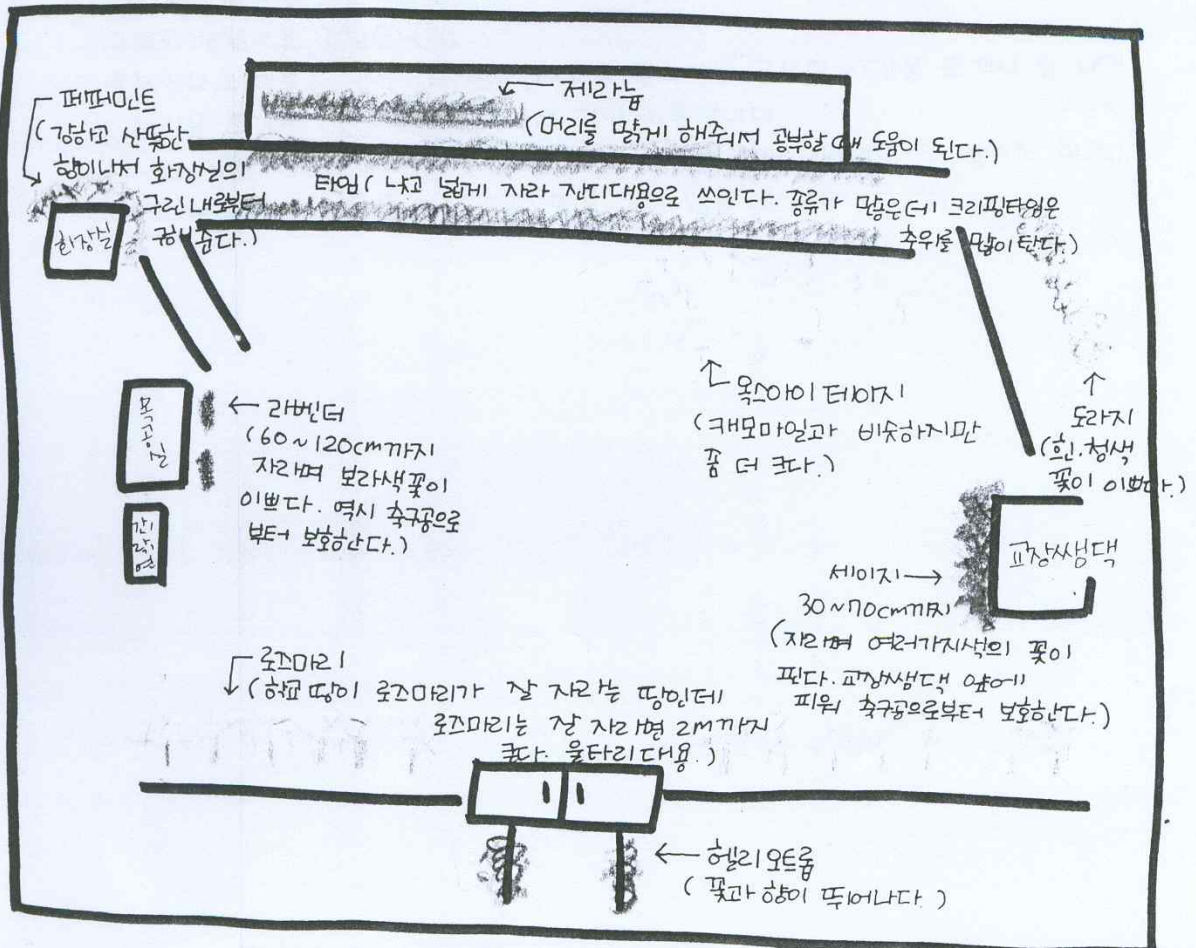 페퍼민트
(강하고 산뜻한
향이나서 화장실의
구린내로부터
구해준다.)
화장실
제라늄
(머리를 맑게 해주워서 공부할 때 도움이 된다.)
타임( 낮고 넓게 자라 잔디대용으로 쓰인다. 종류가 많은데 크리핑타임은
추위를 많이 탄다.)
목공실
← 라벤더
(60~120cm까지
자라며 보라색꽃이
이쁘다. 역시 축구공으로
부터 보호한다.)
옥스아이 데이지
(캐모마일과 비슷하지만
좀 더 크다.)
도라지
(흰.청색
꽃이 이쁘다.)
교장쌤댁
세이지 →
30~70cm까지
(자라며 여러가지색의 꽃이
핀다. 교장쌤댁 앞에
피워 축구공으로부터 보호한다.)
로즈마리
(학교 땅이 로즈마리가 잘 자라는 땅인데
로즈마리는 잘 자라면 2m까지
큰다. 울타리대용.)
← 헬리오트롭
( 꽃과 향이 뛰어나다. )